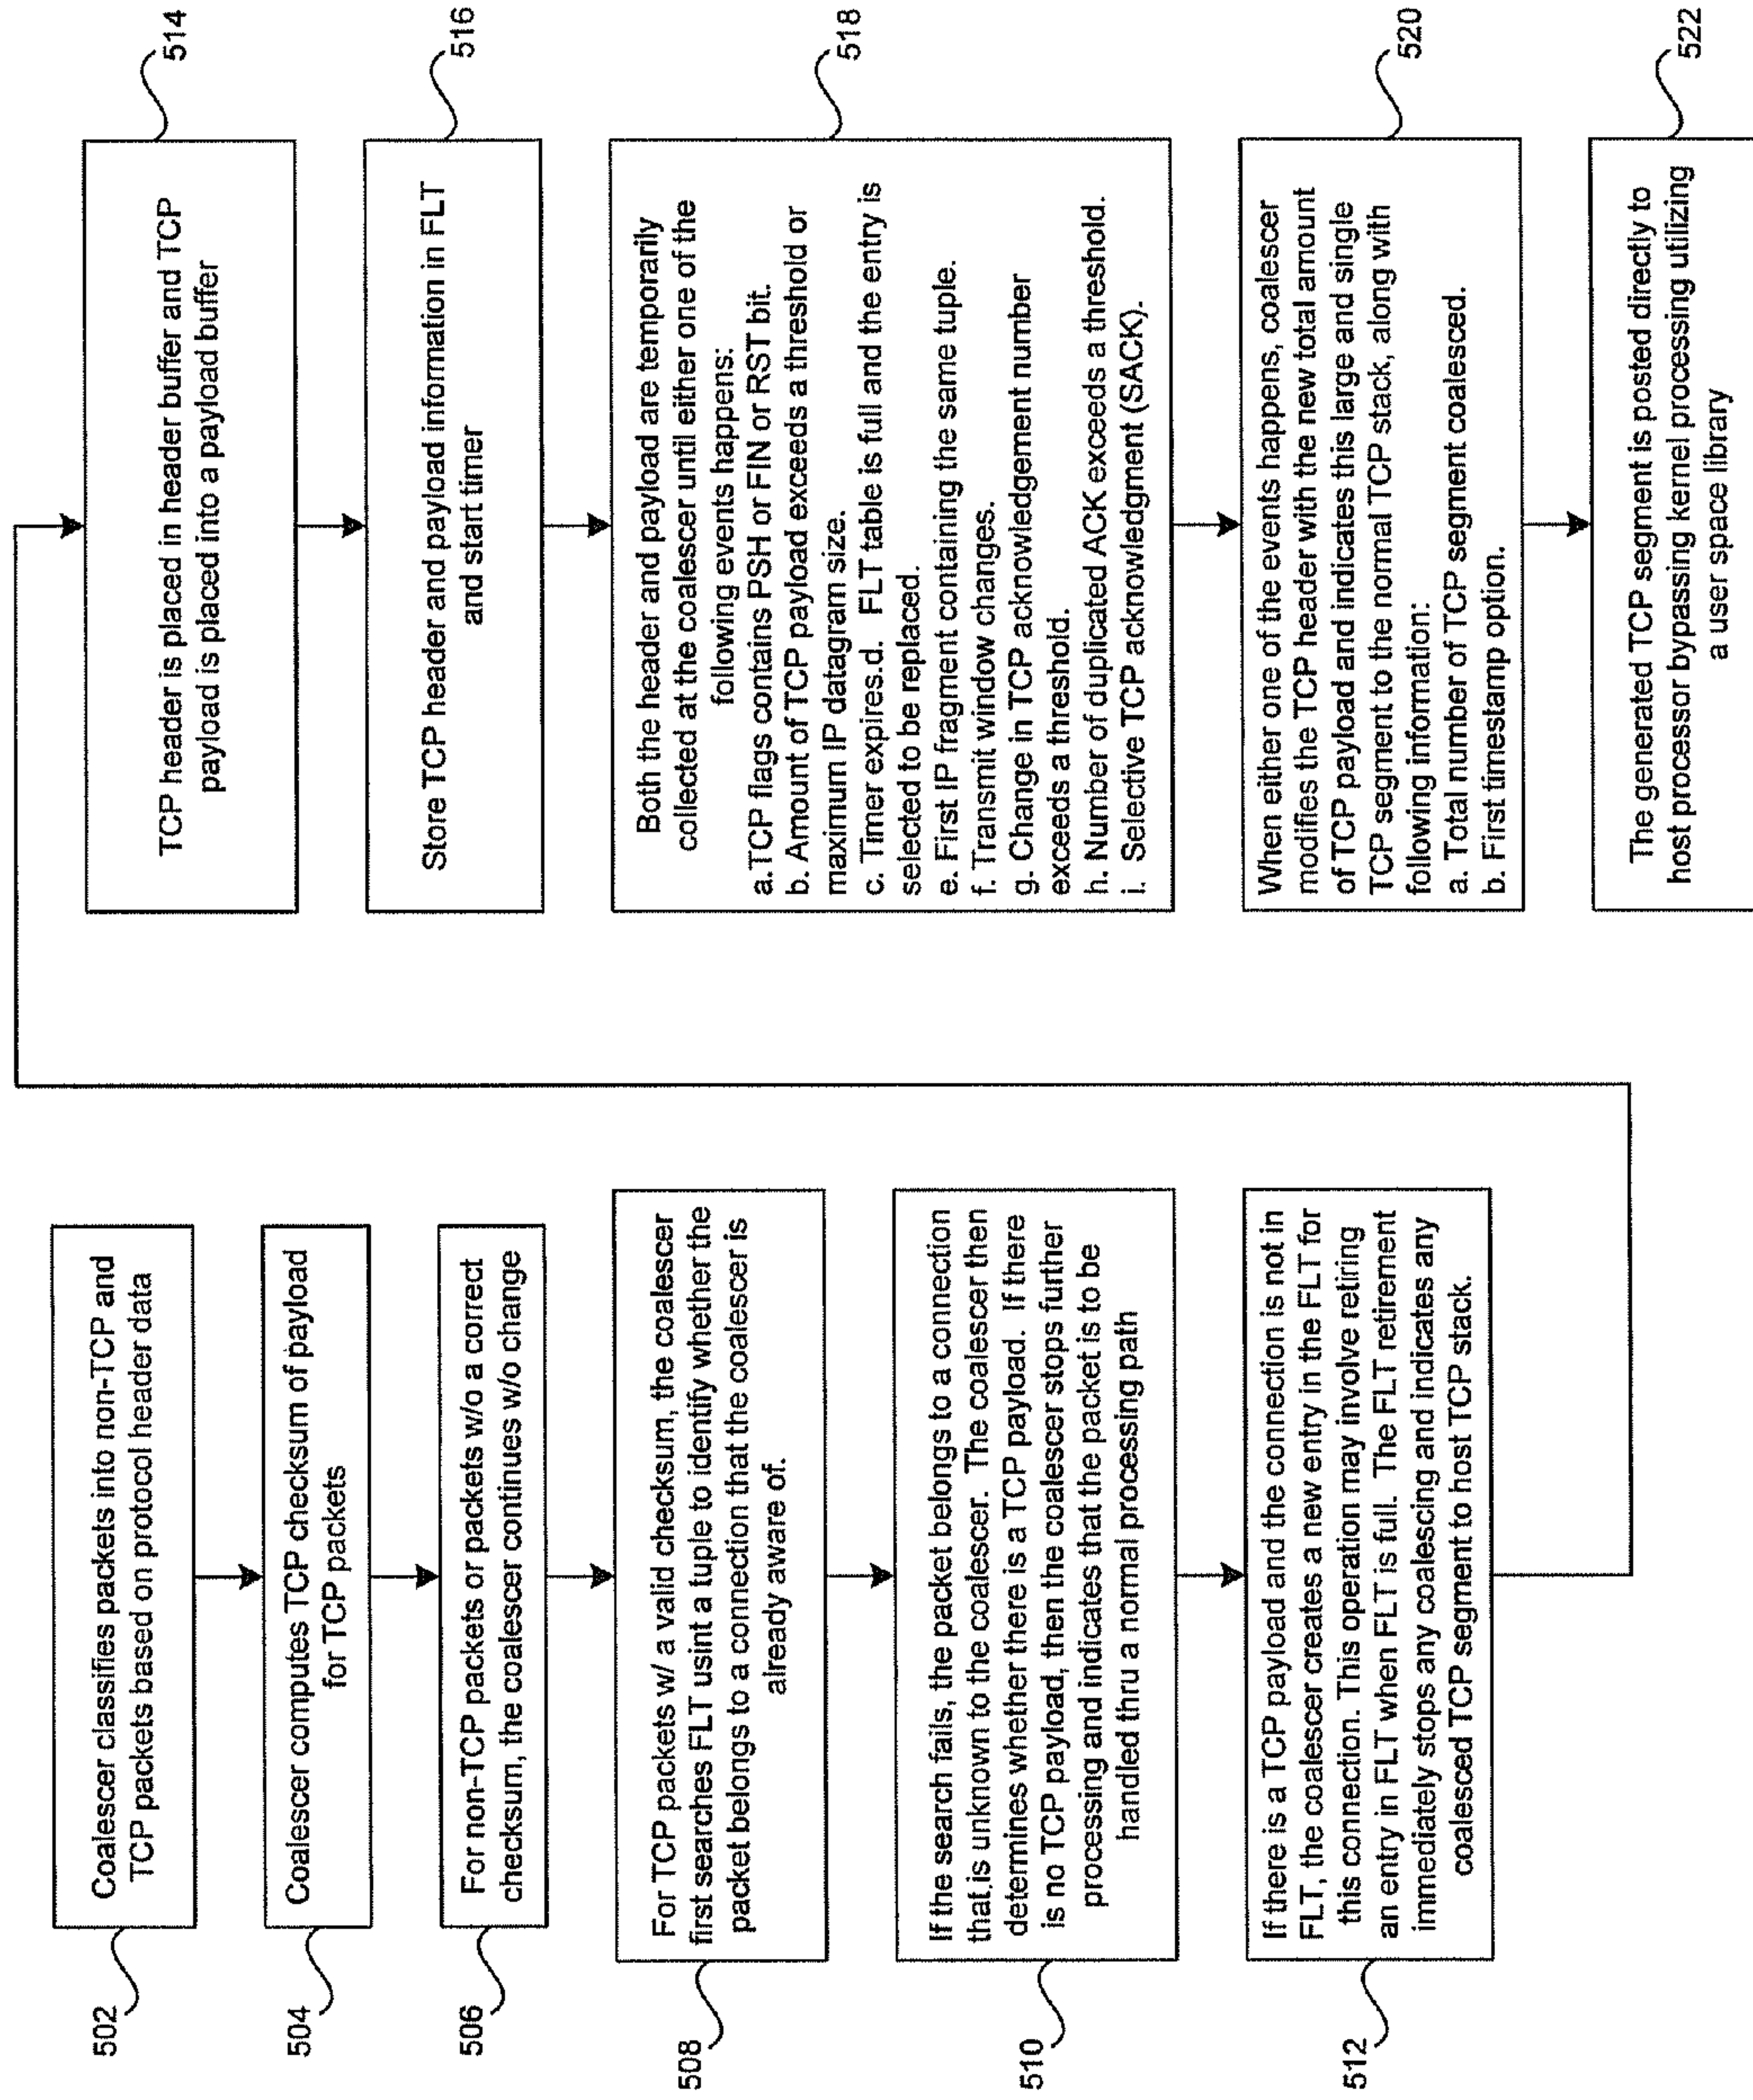 502
Coalescer classifies packets into non-TCP and
TCP packets based on protocol header data
504
Coalescer computes TCP checksum of payload
for TCP packets
506
For non-TCP packets or packets w/o a correct
checksum, the coalescer continues w/o change
508
For TCP packets w/ a valid checksum, the coalescer
first searches FLT usint a tuple to identify whether the
packet belongs to a connection that the coalescer is
already aware of.
510
If the search fails, the packet belongs to a connection
that is unknown to the coalescer. The coalescer then
determines whether there is a TCP payload. If there
is no TCP payload, then the coalescer stops further
processing and indicates that the packet is to be
handled thru a normal processing path
512
If there is a TCP payload and the connection is not in
FLT, the coalescer creates a new entry in the FLT for
this connection. This operation may involve retiring
an entry in FLT when FLT is full. The FLT retirement
immediately stops any coalescing and indicates any
coalesced TCP segment to host TCP stack.
514
TCP header is placed in header buffer and TCP
payload is placed into a payload buffer
516
Store TCP header and payload information in FLT
and start timer
518
Both the header and payload are temporarily
collected at the coalescer until either one of the
following events happens:
a.TCP flags contains PSH or FIN or RST bit.
b. Amount of TCP payload exceeds a threshold or
maximum IP datagram size.
c. Timer expires.d. FLT table is full and the entry is
selected to be replaced.
e. First IP fragment containing the same tuple.
f. Transmit window changes.
g. Change in TCP acknowledgement number
exceeds a threshold.
h. Number of duplicated ACK exceeds a threshold.
i. Selective TCP acknowledgment (SACK).
520
When either one of the events happens, coalescer
modifies the TCP header with the new total amount
of TCP payload and indicates this large and single
TCP segment to the normal TCP stack, along with
following information:
a. Total number of TCP segment coalesced.
b. First timestamp option.
522
The generated TCP segment is posted directly to
host processor bypassing kernel processing utilizing
a user space library